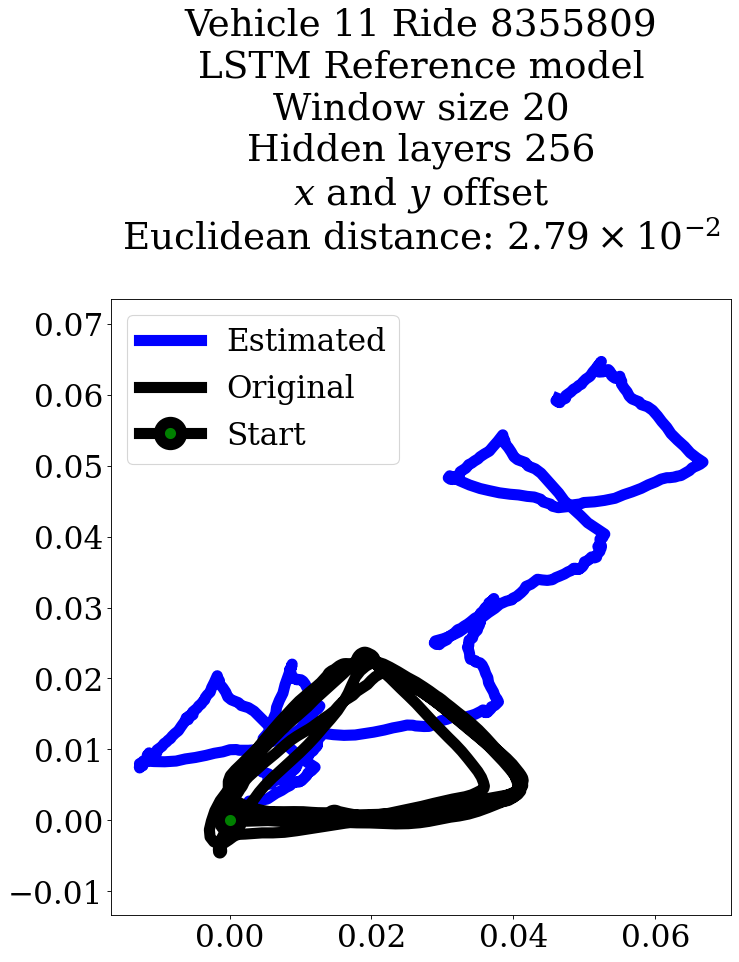 Vehicle 11 Ride 8355809
LSTM Reference model
Window size 20
Hidden layers 256
x and y offset
Euclidean distance: 2.79 × 10⁻²
Estimated
Original
Start
0.07
0.06
0.05
0.04
0.03
0.02
0.01
0.00
−0.01
0.00 0.02 0.04 0.06